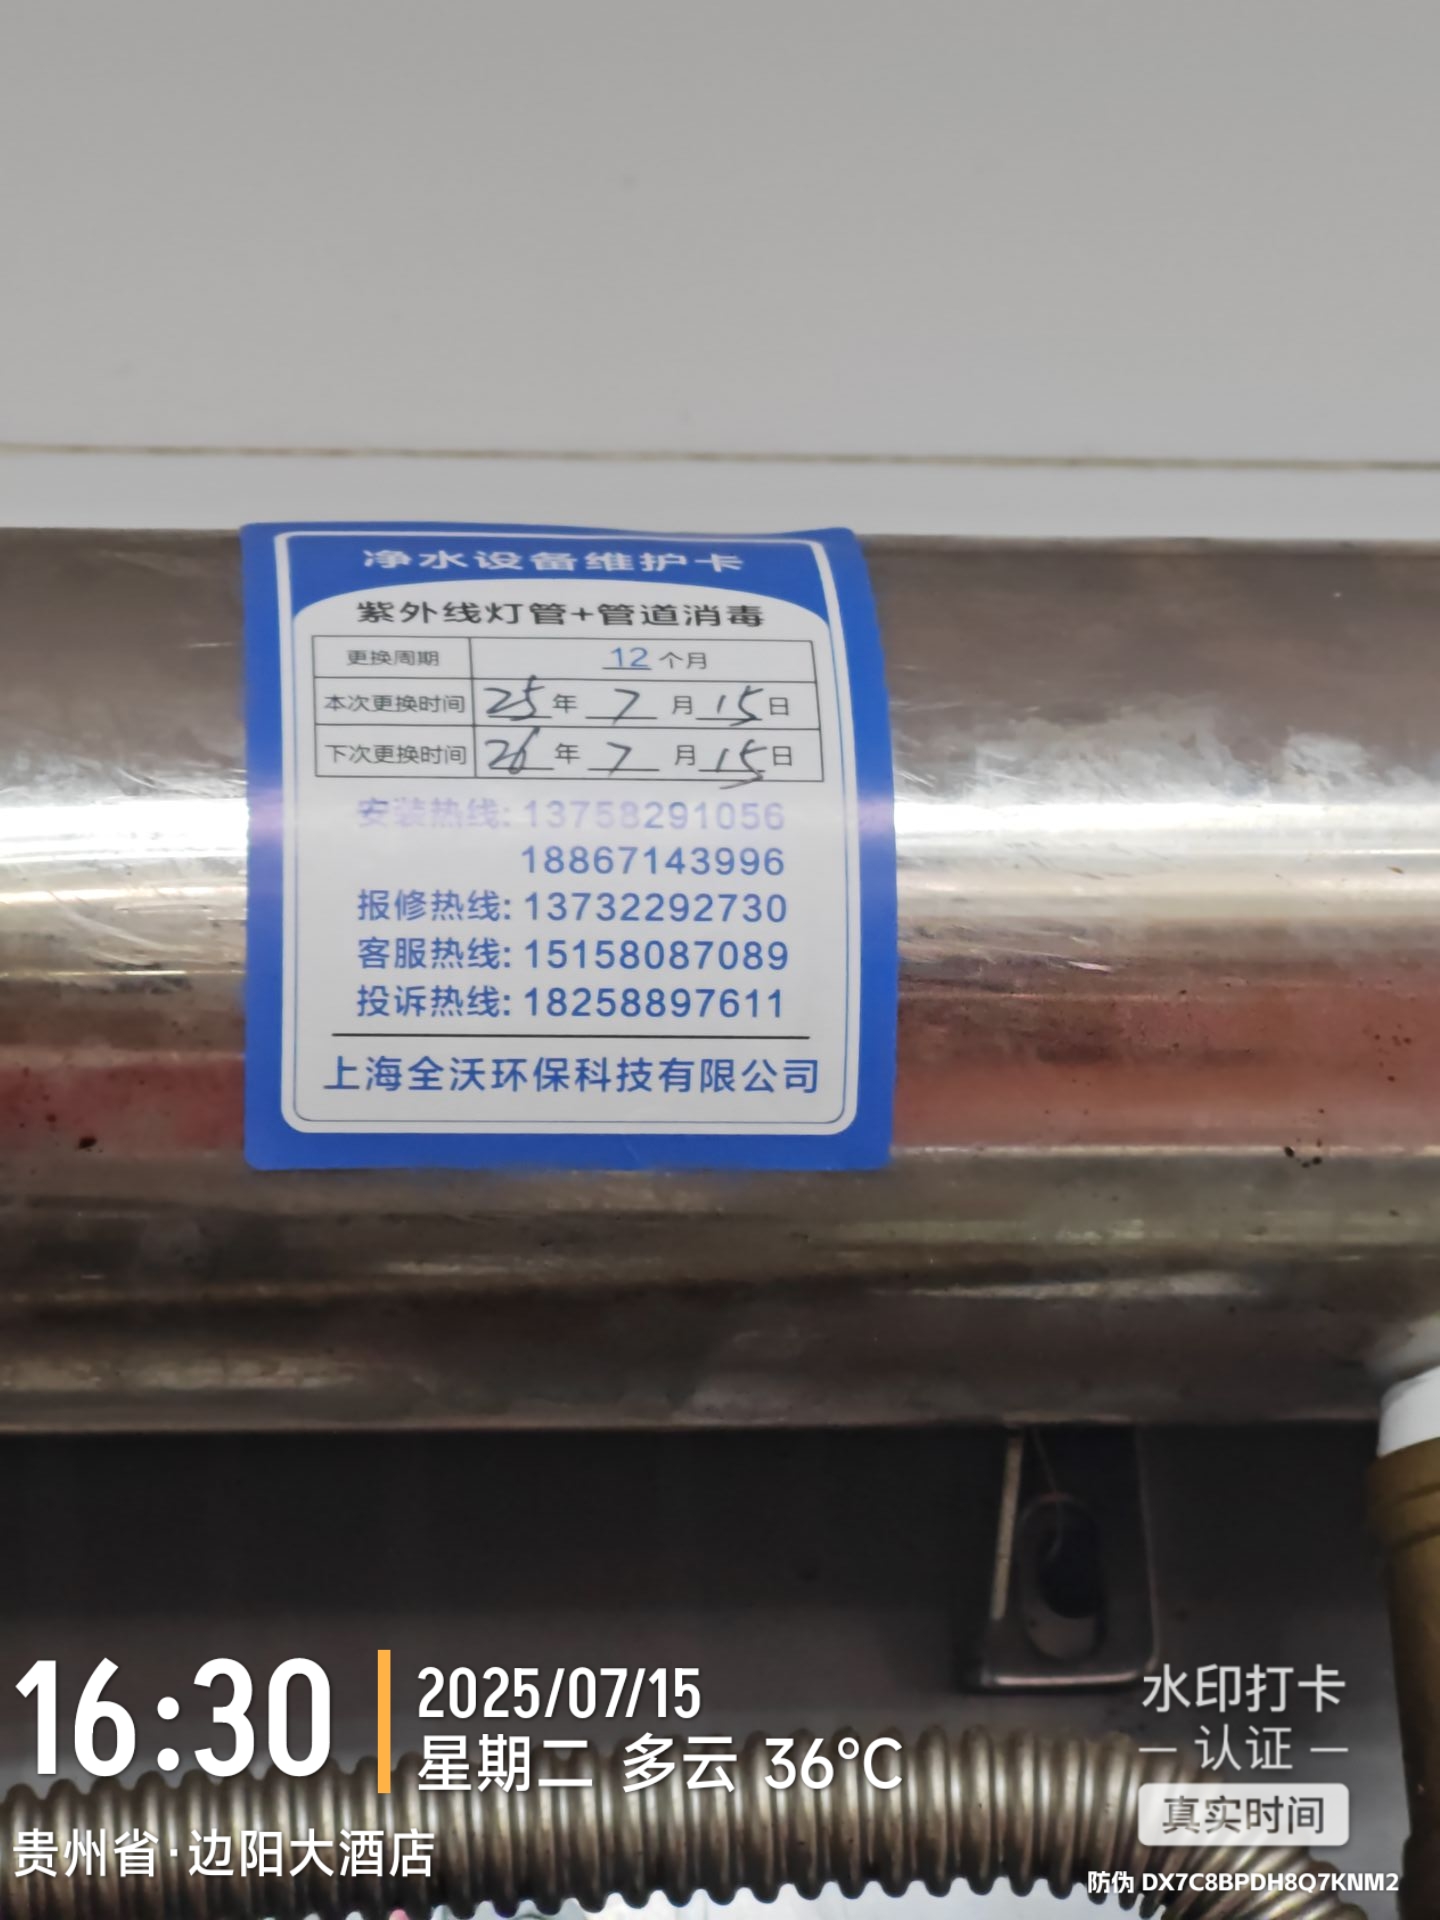 净水设备维护卡
紫外线灯管+管道消毒
更换周期 12 个月
本次更换时间 25 年 7 月 15 日
下次更换时间 26 年 7 月 15 日
安装热线: 13758291056
18867143996
报修热线: 13732292730
客服热线: 15158087089
投诉热线: 18258897611
上海全沃环保科技有限公司
16:30
2025/07/15
星期二 多云 36°C
贵州省·边阳大酒店
水印打卡
认证
真实时间
防伪 DX7C8BPDH8Q7KNM2